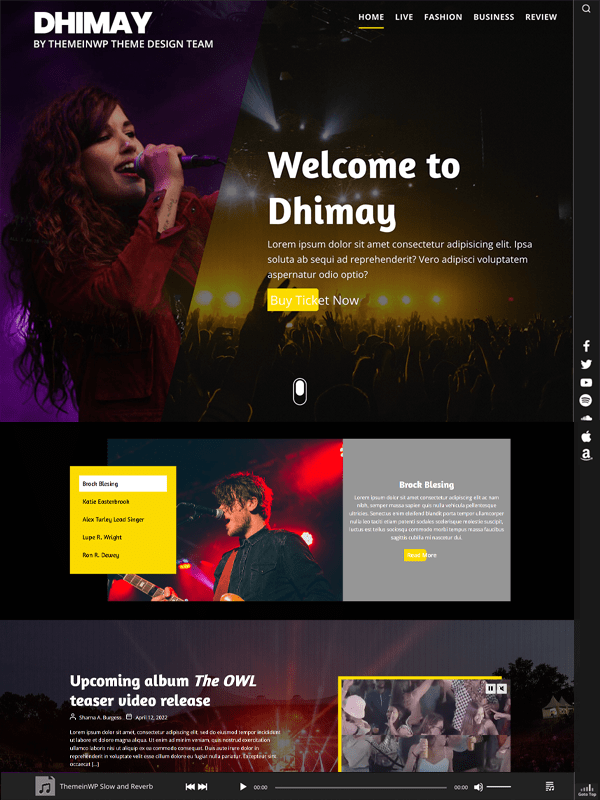 DHIMAY
BY THEMEINWP THEME DESIGN TEAM
HOME LIVE FASHION BUSINESS REVIEW
Welcome to
Dhimay
Lorem ipsum dolor sit amet consectetur adipisicing elit. Ipsa
soluta ab sequi ad reprehenderit? Vero adipisci voluptatem
aspernatur odio optio?
Buy Ticket Now
Brock Blesing
Katie Easterbrook
Alex Turley Lead Singer
Lupe R. Wright
Ron R. Dewey
Brock Blesing
Lorem ipsum dolor sit amet, consectetur adipiscing elit. Proin ac tum
nibh, semper massa sapien quis nulla vehicula pellentesque
ultricies. Senectus enim commodo blandit pharetra ullamcorper
nulla leo taciti etiam potenti sodales scelerisque molestie suscipit,
luctus est tellus sociosqu commodo morbi tempus massa faucibus
sagittis cubilia mi nascetur dui.
Read More
Upcoming album The OWL
teaser video release
Sharna A. Burgess April 12, 2022
Lorem ipsum dolor sit amet, consectetur adipiscing elit, sed do eiusmod tempor incididunt
ut labore et dolore magna aliqua. Ut enim ad minim veniam, quis nostrud exercitation
ullamco laboris nisi ut aliquip ex ea commodo consequat. Duis aute irure dolor in
reprehenderit in voluptate velit esse cillum dolore eu fugiat nulla pariatur. Excepteur sint
occaecat [...]
ThemeinWP Slow and Reverb
00:00
00:00
Goto Top